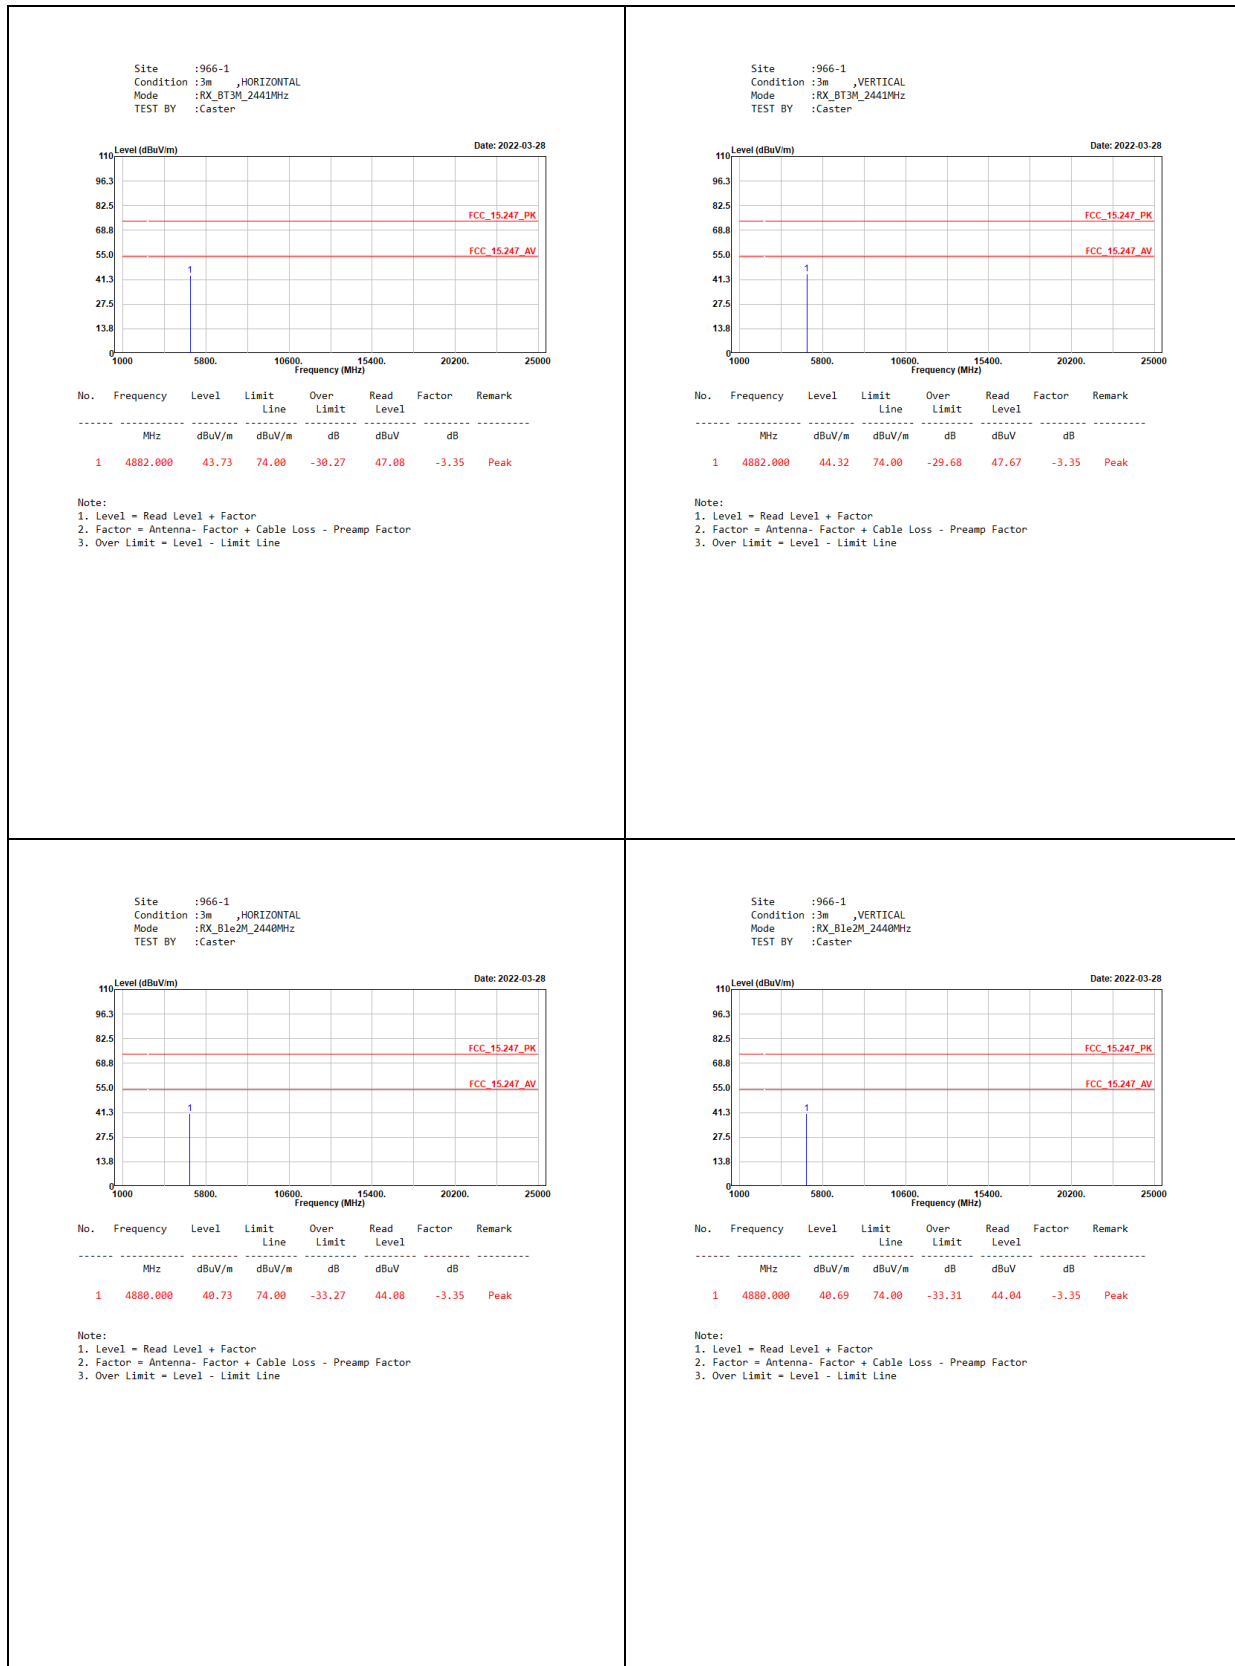 Site      :966-1
Condition :3m    ,HORIZONTAL
Mode      :RX_BT3M_2441MHz
TEST BY   :Caster
Level (dBuV/m)
Date: 2022-03-28
110
96.3
82.5
FCC_15.247_PK
68.8
55.0
FCC_15.247_AV
41.3
1
27.5
13.8
0
1000 5800. 10600. 15400. 20200. 25000
Frequency (MHz)
No. Frequency Level Limit Over Read Factor Remark
Line Limit Level
------ ----------- -------- -------- -------- -------- -------- ---------
MHz dBuV/m dBuV/m dB dBuV dB
1 4882.000 43.73 74.00 -30.27 47.08 -3.35 Peak
Note:
1. Level = Read Level + Factor
2. Factor = Antenna- Factor + Cable Loss - Preamp Factor
3. Over Limit = Level - Limit Line
Site      :966-1
Condition :3m    ,VERTICAL
Mode      :RX_BT3M_2441MHz
TEST BY   :Caster
Level (dBuV/m)
Date: 2022-03-28
110
96.3
82.5
FCC_15.247_PK
68.8
55.0
FCC_15.247_AV
41.3
1
27.5
13.8
0
1000 5800. 10600. 15400. 20200. 25000
Frequency (MHz)
No. Frequency Level Limit Over Read Factor Remark
Line Limit Level
------ ----------- -------- -------- -------- -------- -------- ---------
MHz dBuV/m dBuV/m dB dBuV dB
1 4882.000 44.32 74.00 -29.68 47.67 -3.35 Peak
Note:
1. Level = Read Level + Factor
2. Factor = Antenna- Factor + Cable Loss - Preamp Factor
3. Over Limit = Level - Limit Line
Site      :966-1
Condition :3m    ,HORIZONTAL
Mode      :RX_Ble2M_2440MHz
TEST BY   :Caster
Level (dBuV/m)
Date: 2022-03-28
110
96.3
82.5
FCC_15.247_PK
68.8
55.0
FCC_15.247_AV
41.3
1
27.5
13.8
0
1000 5800. 10600. 15400. 20200. 25000
Frequency (MHz)
No. Frequency Level Limit Over Read Factor Remark
Line Limit Level
------ ----------- -------- -------- -------- -------- -------- ---------
MHz dBuV/m dBuV/m dB dBuV dB
1 4880.000 40.73 74.00 -33.27 44.08 -3.35 Peak
Note:
1. Level = Read Level + Factor
2. Factor = Antenna- Factor + Cable Loss - Preamp Factor
3. Over Limit = Level - Limit Line
Site      :966-1
Condition :3m    ,VERTICAL
Mode      :RX_Ble2M_2440MHz
TEST BY   :Caster
Level (dBuV/m)
Date: 2022-03-28
110
96.3
82.5
FCC_15.247_PK
68.8
55.0
FCC_15.247_AV
41.3
1
27.5
13.8
0
1000 5800. 10600. 15400. 20200. 25000
Frequency (MHz)
No. Frequency Level Limit Over Read Factor Remark
Line Limit Level
------ ----------- -------- -------- -------- -------- -------- ---------
MHz dBuV/m dBuV/m dB dBuV dB
1 4880.000 40.69 74.00 -33.31 44.04 -3.35 Peak
Note:
1. Level = Read Level + Factor
2. Factor = Antenna- Factor + Cable Loss - Preamp Factor
3. Over Limit = Level - Limit Line